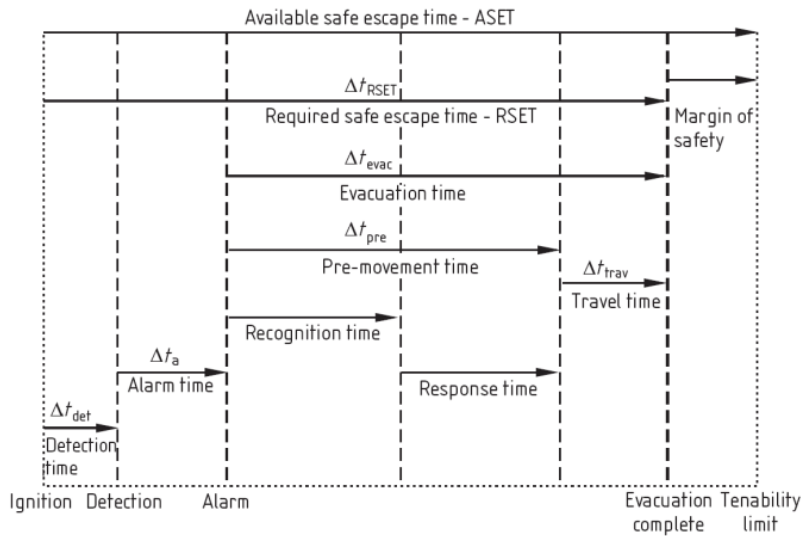 Available safe escape time - ASET
Δt_RSET
Required safe escape time - RSET
Margin of
safety
Δt_evac
Evacuation time
Δt_pre
Pre-movement time
Δt_trav
Travel time
Recognition time
Δt_a
Alarm time
Response time
Δt_det
Detection
time
Ignition Detection Alarm
Evacuation Tenability
complete limit